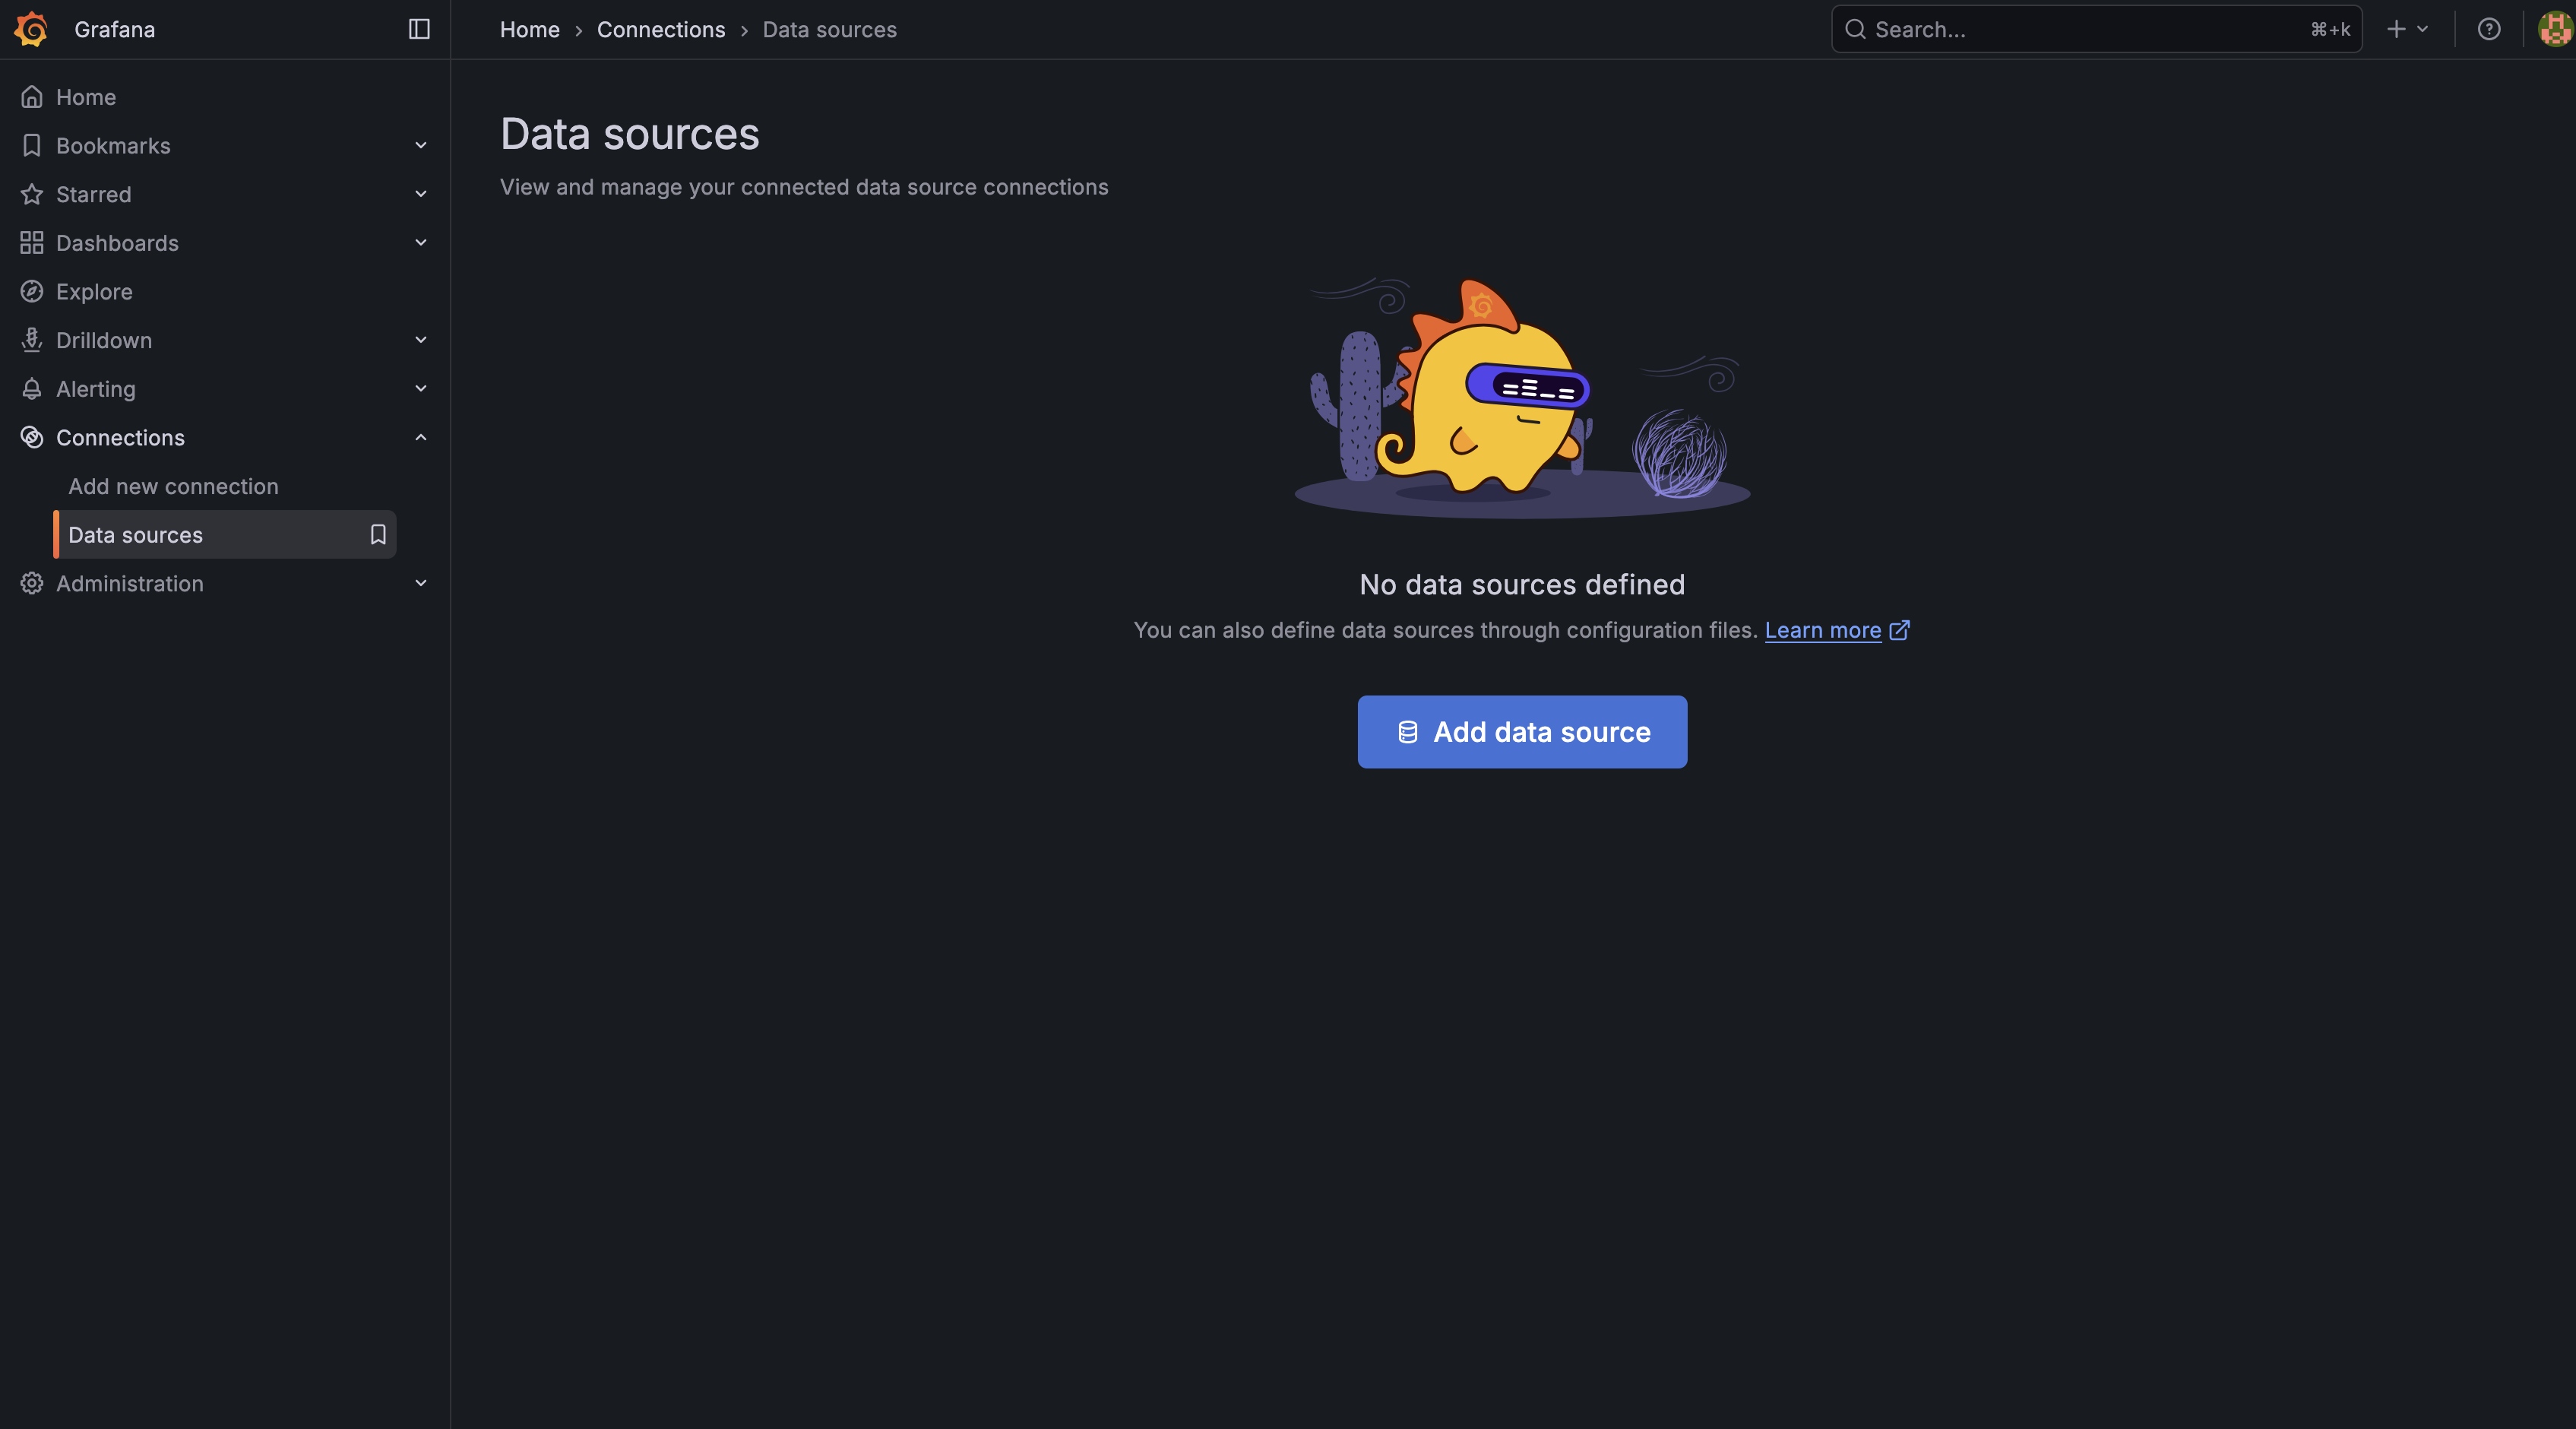 Grafana
Home › Connections › Data sources
Search... ⌘+k
Home
Bookmarks
Starred
Dashboards
Explore
Drilldown
Alerting
Connections
Add new connection
Data sources
Administration
Data sources
View and manage your connected data source connections
No data sources defined
You can also define data sources through configuration files. Learn more
Add data source